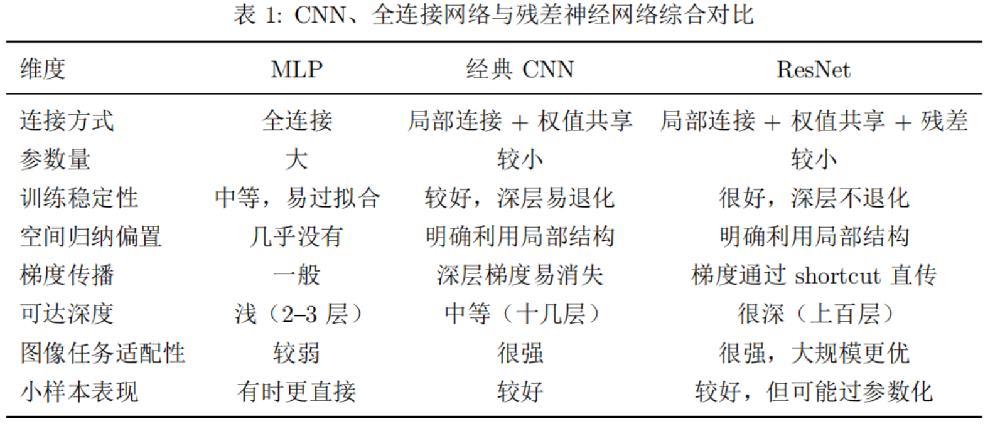 表 1: CNN、全连接网络与残差神经网络综合对比
维度 MLP 经典 CNN ResNet
连接方式 全连接 局部连接 + 权值共享 局部连接 + 权值共享 + 残差
参数量 大 较小 较小
训练稳定性 中等，易过拟合 较好，深层易退化 很好，深层不退化
空间归纳偏置 几乎没有 明确利用局部结构 明确利用局部结构
梯度传播 一般 深层梯度易消失 梯度通过 shortcut 直传
可达深度 浅（2–3 层） 中等（十几层） 很深（上百层）
图像任务适配性 较弱 很强 很强，大规模更优
小样本表现 有时更直接 较好 较好，但可能过参数化